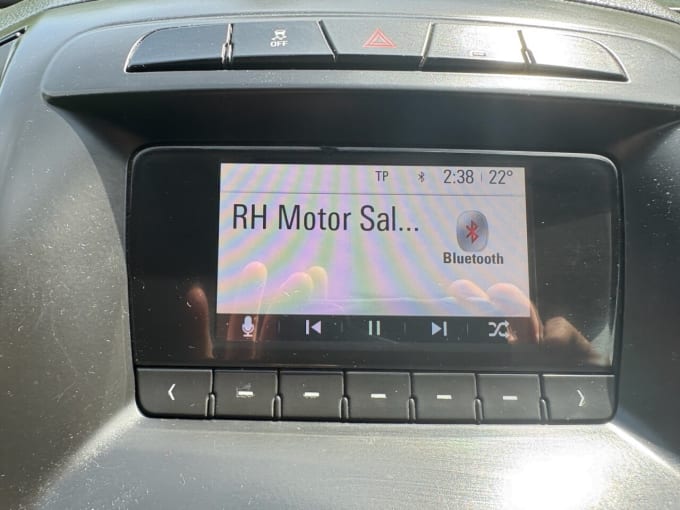 OFF
TP 2:38 22°
RH Motor Sal...
Bluetooth